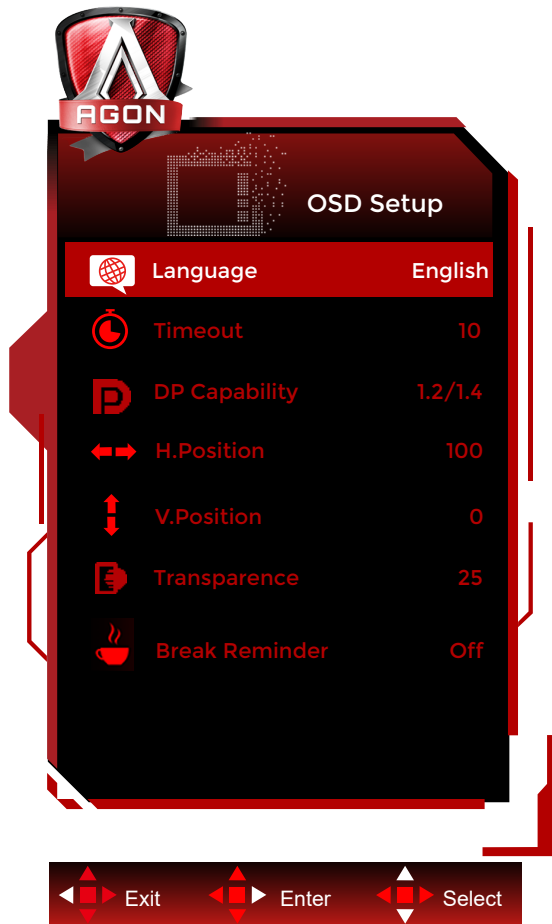 AGON
OSD Setup
Language English
Timeout 10
DP Capability 1.2/1.4
H.Position 100
V.Position 0
Transparence 25
Break Reminder Off
Exit Enter Select